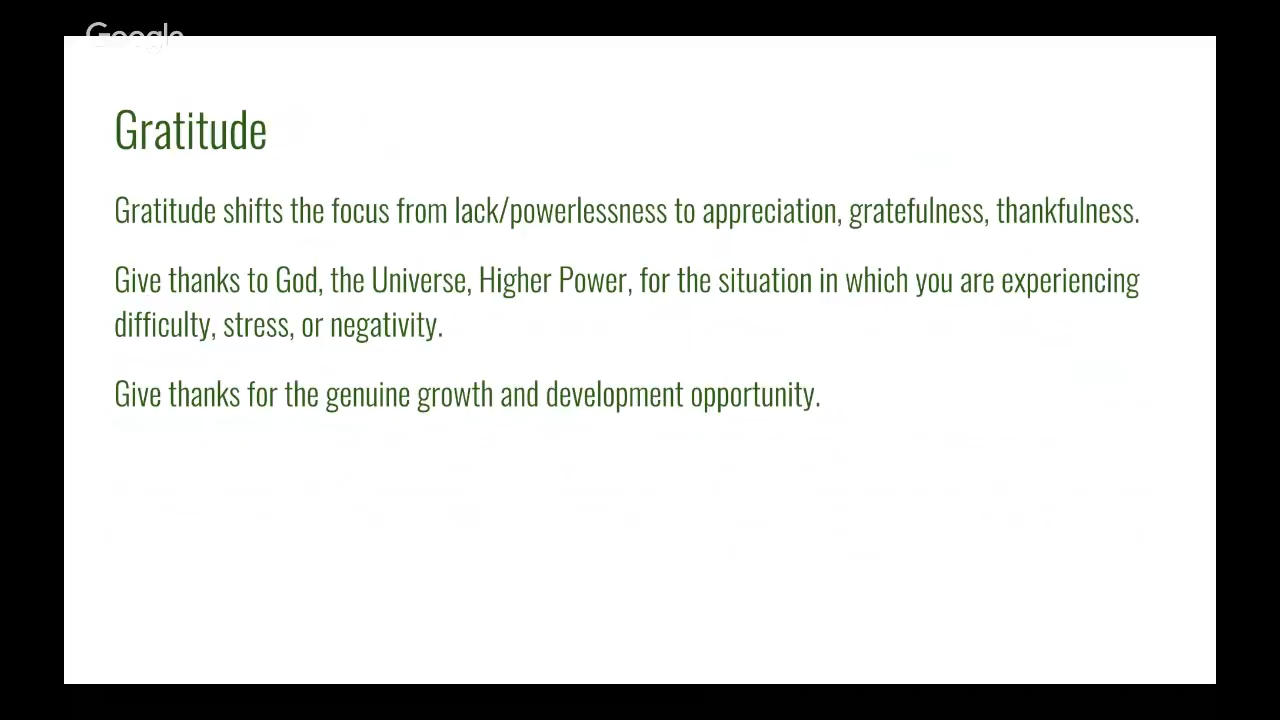 Google
Gratitude
Gratitude shifts the focus from lack/powerlessness to appreciation, gratefulness, thankfulness.
Give thanks to God, the Universe, Higher Power, for the situation in which you are experiencing
difficulty, stress, or negativity.
Give thanks for the genuine growth and development opportunity.